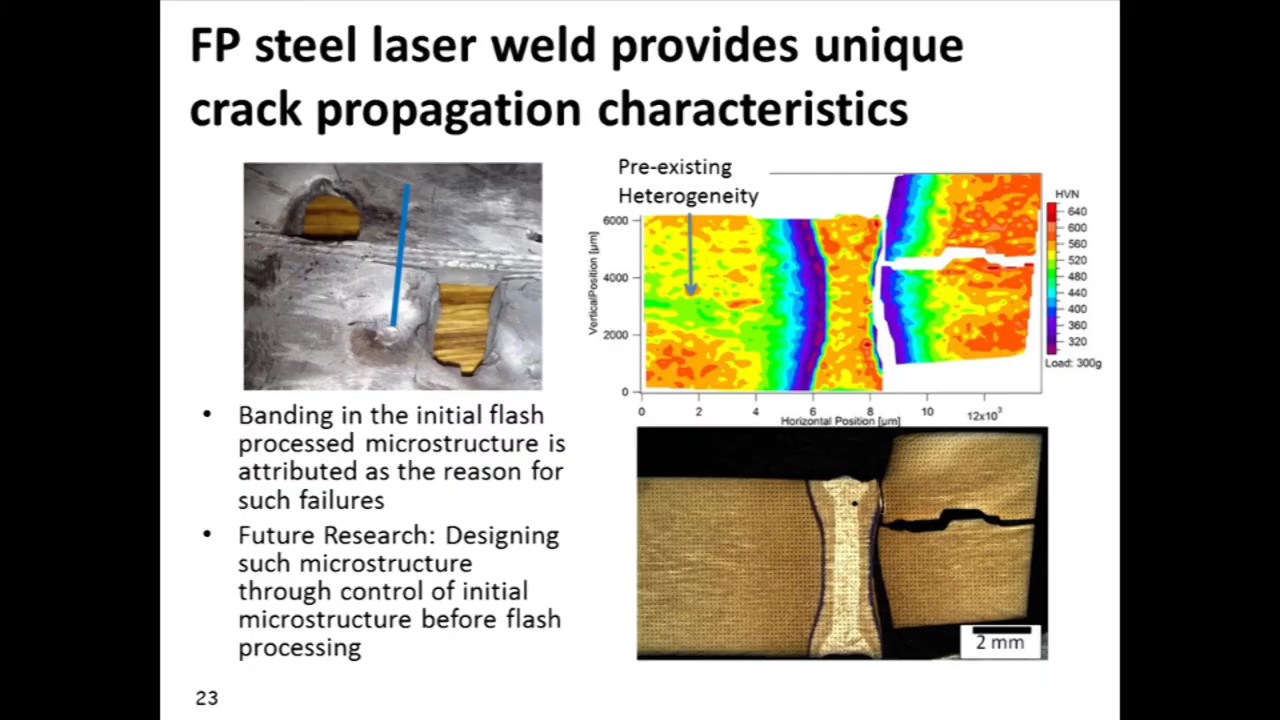 FP steel laser weld provides unique
crack propagation characteristics
Pre-existing
Heterogeneity
HVN
640
600
560
520
480
440
400
360
320
Load: 300g
6000
4000
2000
0
VerticalPosition [µm]
0 2 4 6 8 10 12x10³
Horizontal Position [µm]
• Banding in the initial flash
processed microstructure is
attributed as the reason for
such failures
• Future Research: Designing
such microstructure
through control of initial
microstructure before flash
processing
2 mm
23